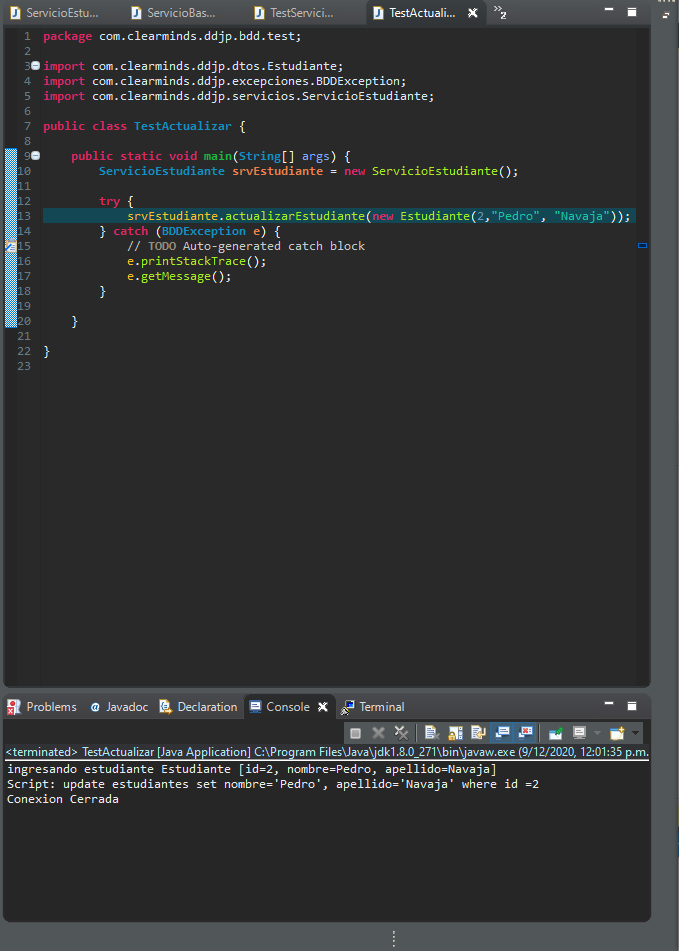 ServicioEstu...
ServicioBas...
TestServici...
TestActuali...
»2
1 package com.clearminds.ddjp.bdd.test;
2
3 import com.clearminds.ddjp.dtos.Estudiante;
4 import com.clearminds.ddjp.excepciones.BDDException;
5 import com.clearminds.ddjp.servicios.ServicioEstudiante;
6
7 public class TestActualizar {
8
9 public static void main(String[] args) {
10 ServicioEstudiante srvEstudiante = new ServicioEstudiante();
11
12 try {
13 srvEstudiante.actualizarEstudiante(new Estudiante(2,"Pedro", "Navaja"));
14 } catch (BDDException e) {
15 // TODO Auto-generated catch block
16 e.printStackTrace();
17 e.getMessage();
18 }
19
20 }
21
22 }
23
Problems
@ Javadoc
Declaration
Console
Terminal
<terminated> TestActualizar [Java Application] C:\Program Files\Java\jdk1.8.0_271\bin\javaw.exe (9/12/2020, 12:01:35 p.m.
ingresando estudiante Estudiante [id=2, nombre=Pedro, apellido=Navaja]
Script: update estudiantes set nombre='Pedro', apellido='Navaja' where id =2
Conexion Cerrada